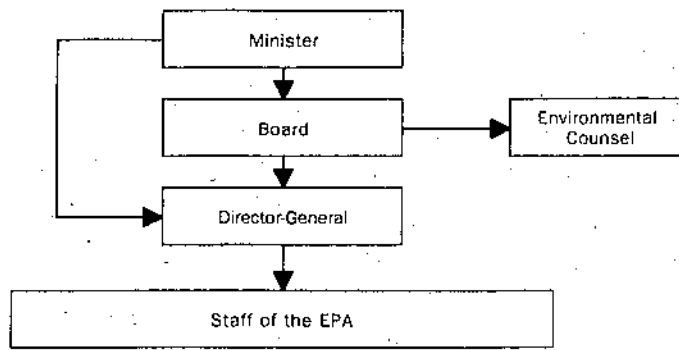 Minister
Board
Environmental
Counsel
Director-General
Staff of the EPA